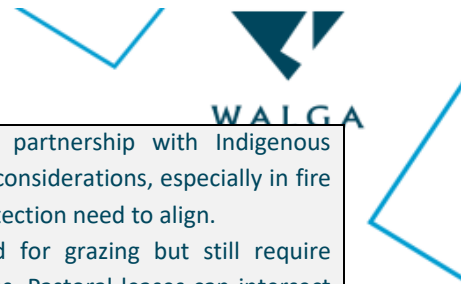 WALGA
partnership with Indigenous
considerations, especially in fire
tection need to align.
d for grazing but still require
Pastoral leases can intersect